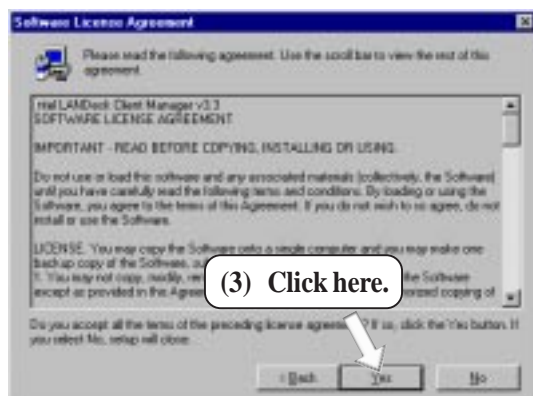 Software License Agreement
Please read the following agreement. Use the scroll bar to view the rest of this
agreement.
Intel LANDesk Client Manager v3.3
SOFTWARE LICENSE AGREEMENT
IMPORTANT - READ BEFORE COPYING, INSTALLING OR USING.
Do not use or load this software and any associated materials (collectively, the Software)
until you have carefully read the following terms and conditions. By loading or using the
Software, you agree to the terms of this Agreement. If you do not wish to so agree, do not
install or use the Software.
LICENSE. You may copy the Software onto a single computer and you may make one
back-up copy of the Software,
1. You may not copy, modify, the Software
except as provided in this copying of
(3) Click here.
Do you accept all the terms of the preceding license If so, click the Yes button. If
you select No, setup will close.
< Back
Yes
No